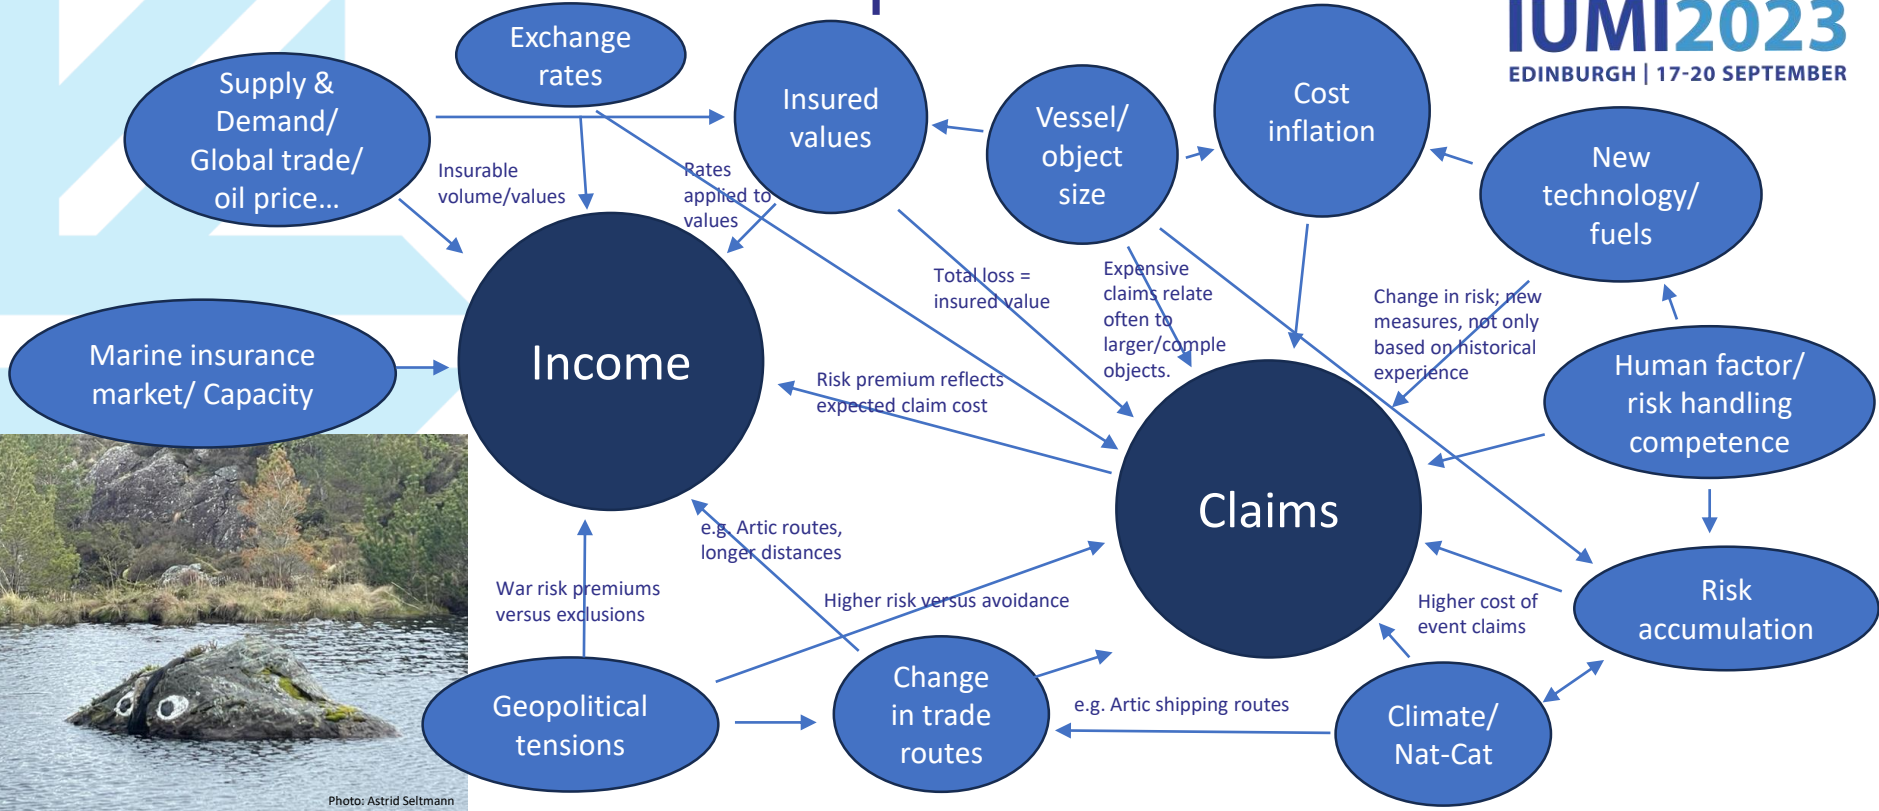 IUMI2023
EDINBURGH | 17-20 SEPTEMBER
Exchange
rates
Supply &
Demand/
Global trade/
oil price...
Insured
values
Vessel/
object
size
Cost
inflation
New
technology/
fuels
Insurable
volume/values
Rates
applied to
values
Total loss =
insured value
Expensive
claims relate
often to
larger/comple
objects.
Change in risk; new
measures, not only
based on historical
experience
Marine insurance
market/ Capacity
Income
Risk premium reflects
expected claim cost
Human factor/
risk handling
competence
Claims
e.g. Artic routes,
longer distances
War risk premiums
versus exclusions
Higher risk versus avoidance
Higher cost of
event claims
Risk
accumulation
Geopolitical
tensions
Change
in trade
routes
e.g. Artic shipping routes
Climate/
Nat-Cat
Photo: Astrid Seltmann